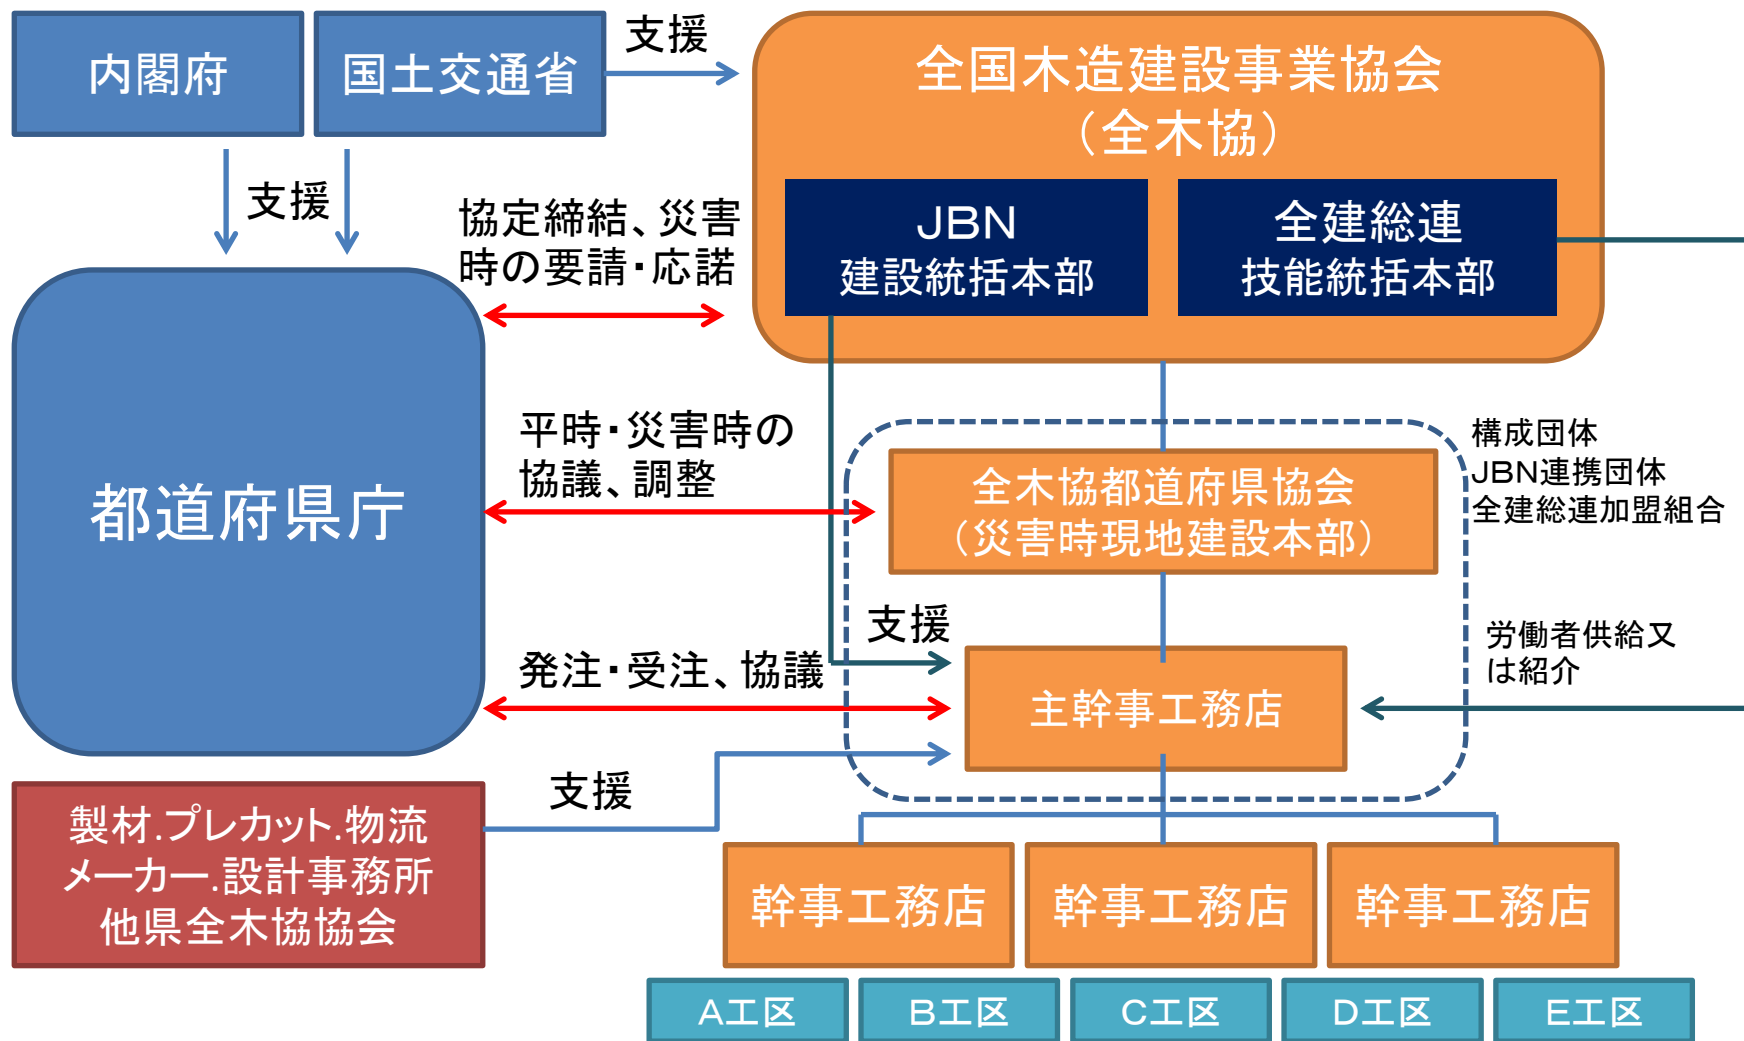 内閣府
国土交通省
支援
全国木造建設事業協会
（全木協）
支援
協定締結、災害
時の要請・応諾
JBN
建設統括本部
全建総連
技能統括本部
都道府県庁
平時・災害時の
協議、調整
全木協都道府県協会
（災害時現地建設本部）
構成団体
JBN連携団体
全建総連加盟組合
支援
発注・受注、協議
主幹事工務店
労働者供給又
は紹介
製材.プレカット.物流
メーカー.設計事務所
他県全木協協会
支援
幹事工務店
幹事工務店
幹事工務店
A工区
B工区
C工区
D工区
E工区